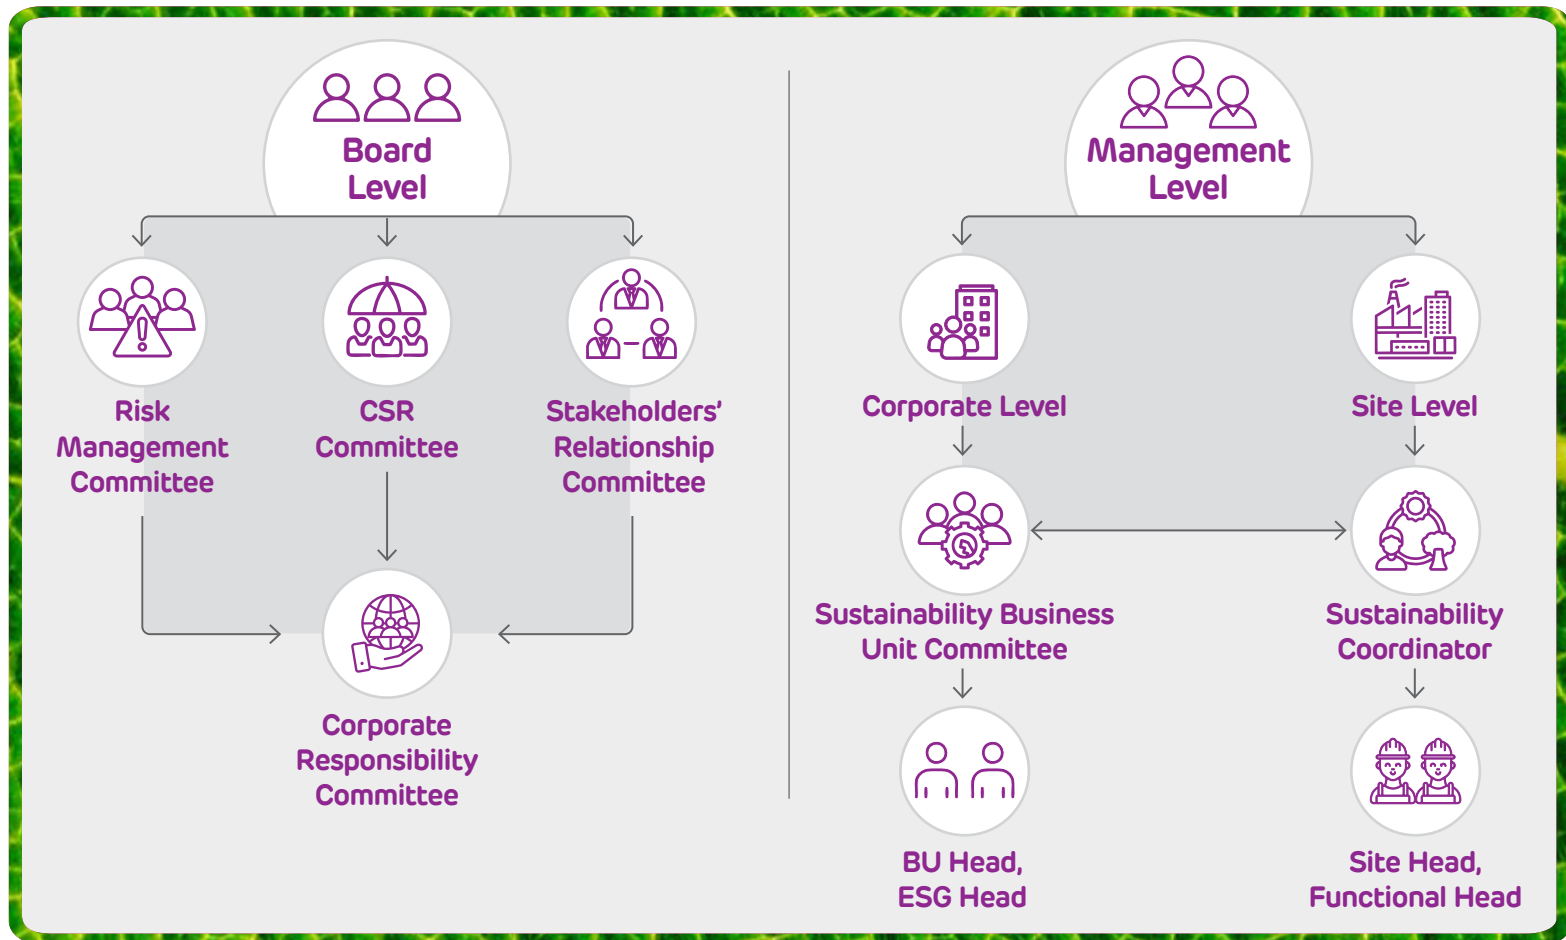 Board
Level
Risk
Management
Committee
CSR
Committee
Stakeholders’
Relationship
Committee
Corporate
Responsibility
Committee
Management
Level
Corporate Level
Site Level
Sustainability Business
Unit Committee
Sustainability
Coordinator
BU Head,
ESG Head
Site Head,
Functional Head